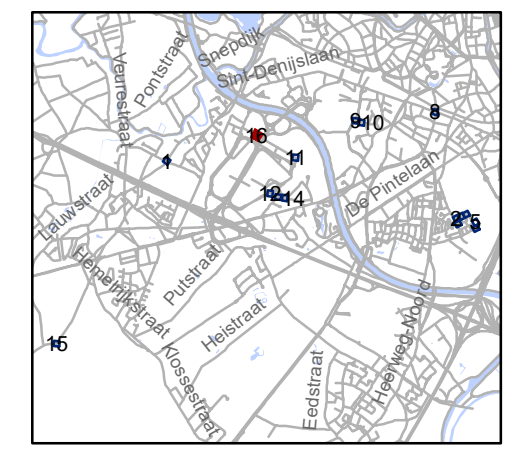 Snepdijk
Pontstraat
Veurestraat
Sint-Denijslaan
8
9
10
16
11
1
De Pintelaan
12
14
Lauwstraat
2
5
Putstraat
Hemelrijkstraat
Heistraat
Heerweg-Noord
15
Klossestraat
Eedstraat